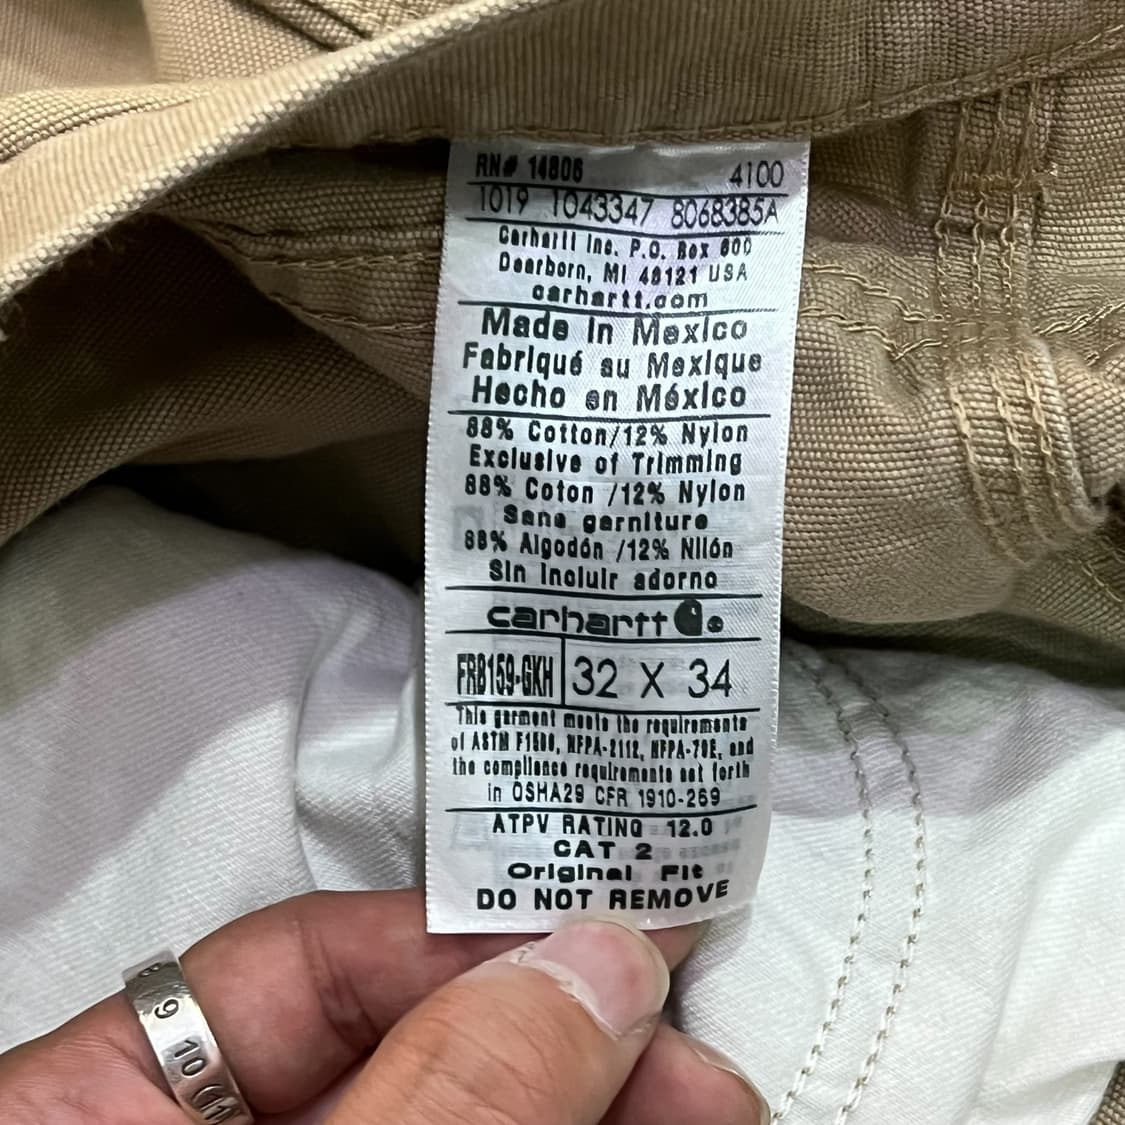 RN# 14806 4100
1019 1043347 8068385A
Carhartt Inc. P.O. Box 600
Dearborn, MI 48121 USA
carhartt.com
Made in Mexico
Fabriqué au Mexique
Hecho en México
88% Cotton/12% Nylon
Exclusive of Trimming
88% Coton /12% Nylon
Sans garniture
88% Algodón /12% Nilón
Sin incluir adorno
carhartt
FR8159-GKH 32 X 34
This garment meets the requirements
of ASTM F1506, NFPA-2112, NFPA-70E, and
the compliance requirements set forth
in OSHA29 CFR 1910-269
ATPV RATING 12.0
CAT 2
Original Fit
DO NOT REMOVE
9 10 (11)